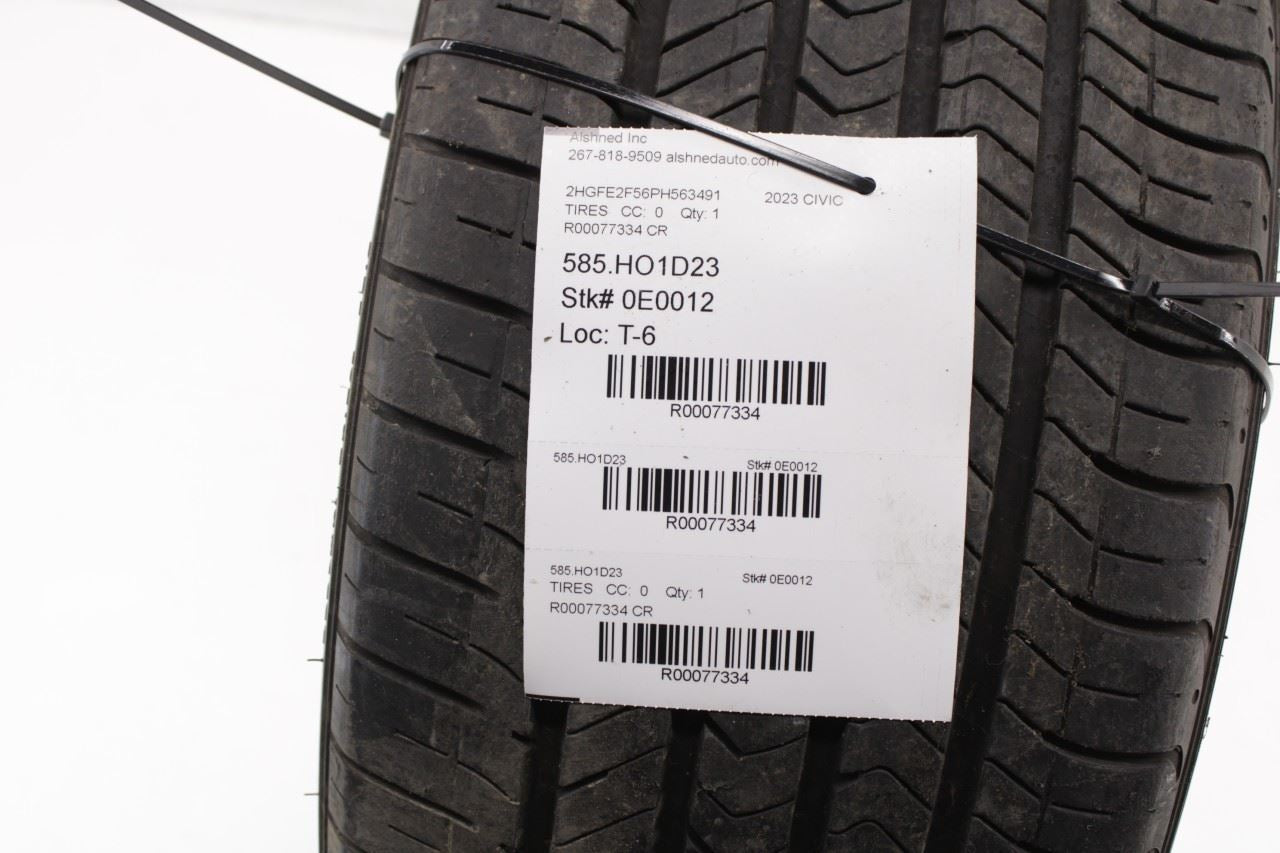 Alshned Inc
267-818-9509 alshnedauto.com
2HGFE2F56PH563491 2023 CIVIC
TIRES CC: 0 Qty: 1
R00077334 CR
585.HO1D23
Stk# 0E0012
Loc: T-6
R00077334
585.HO1D23 Stk# 0E0012
R00077334
585.HO1D23 Stk# 0E0012
TIRES CC: 0 Qty: 1
R00077334 CR
R00077334